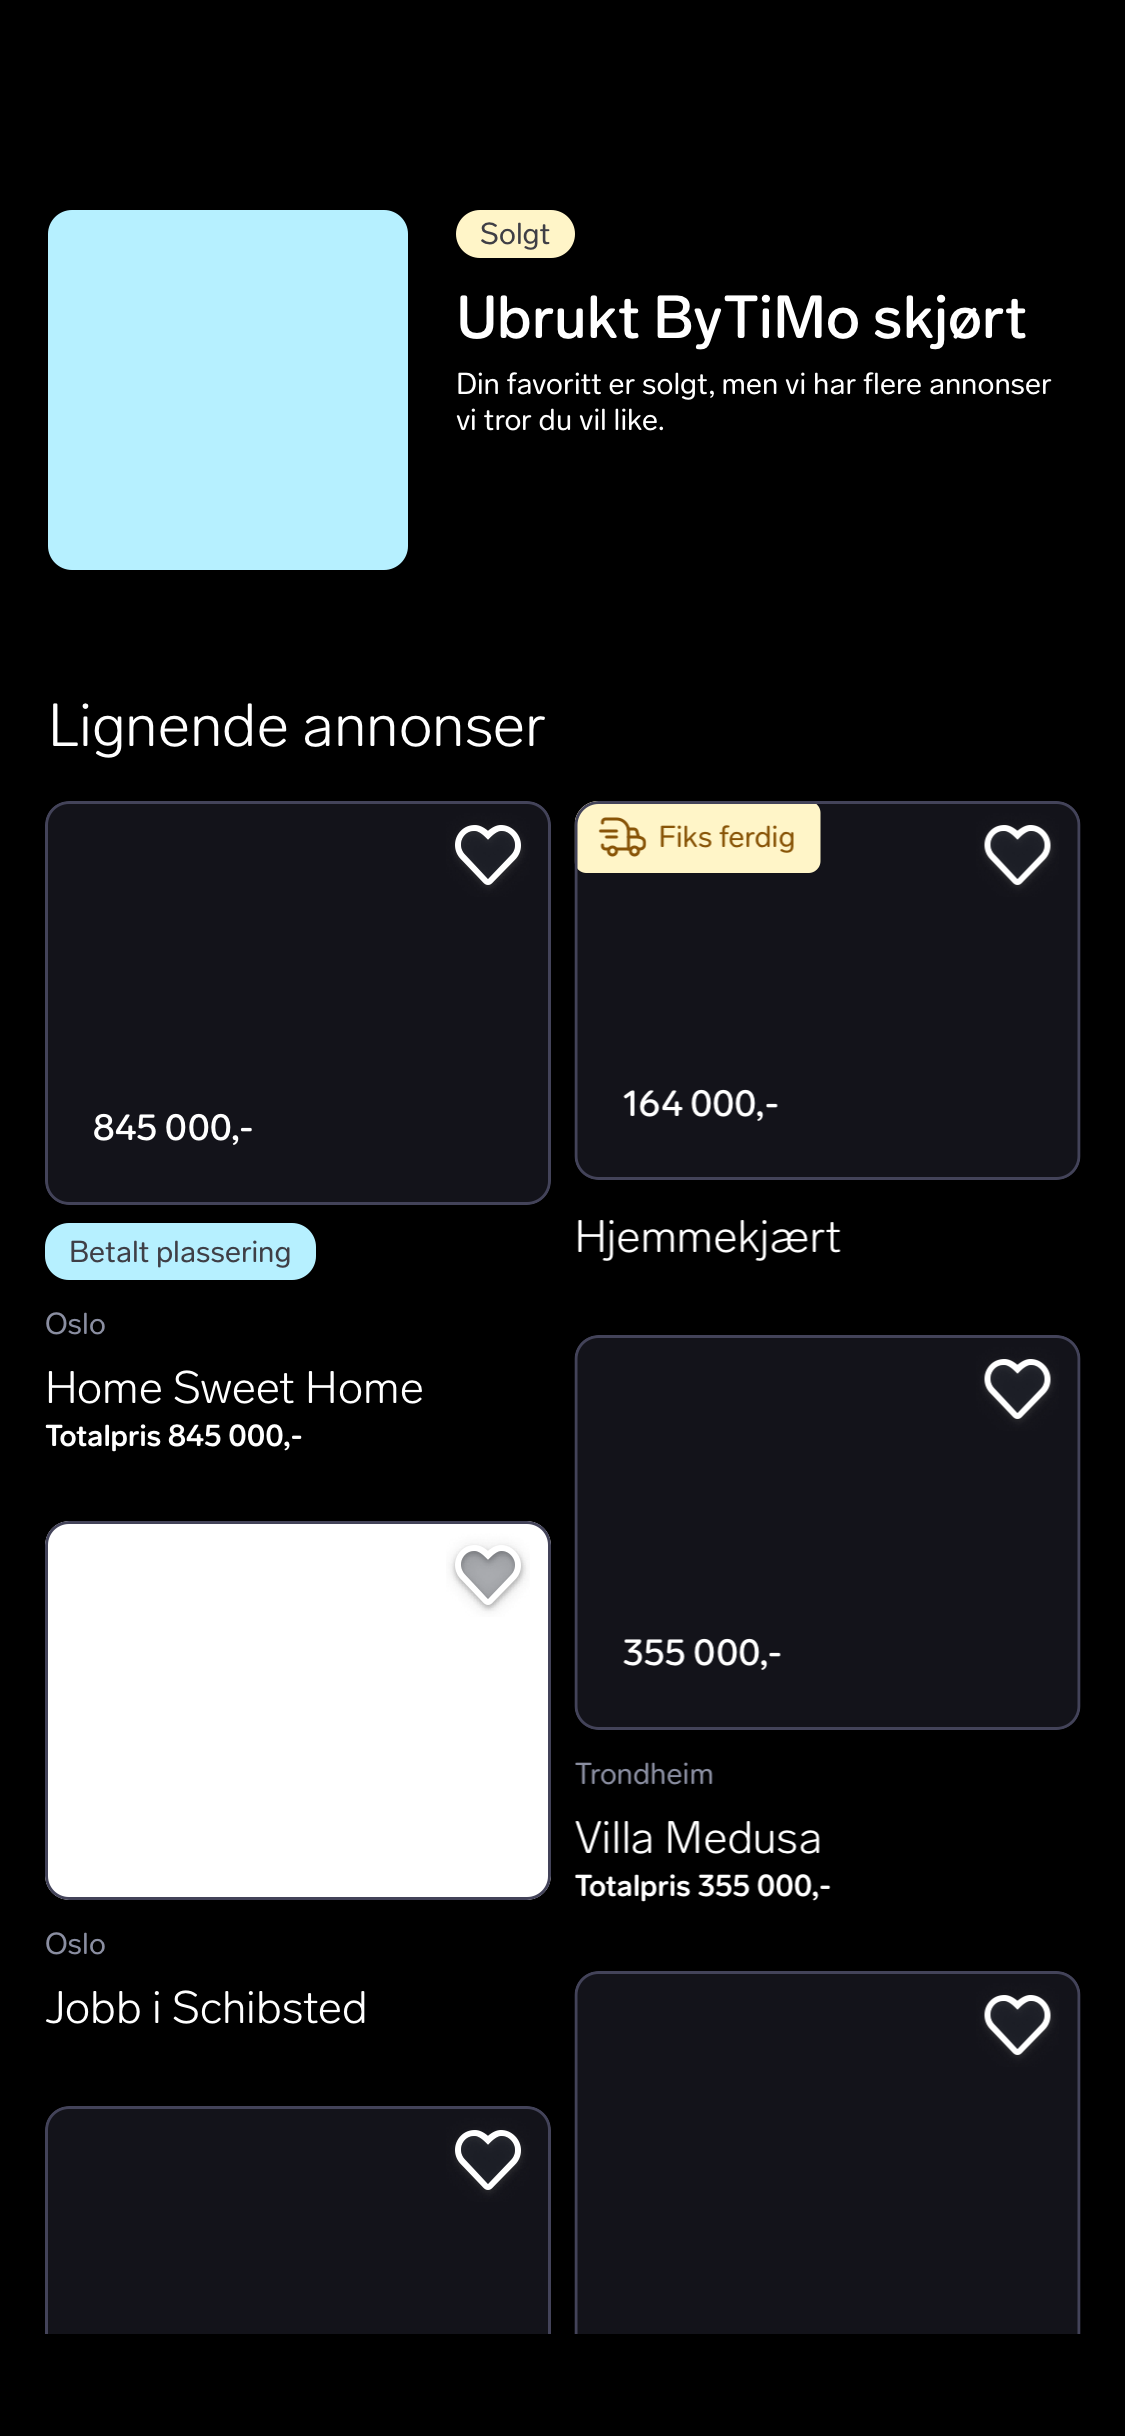 Solgt
Ubrukt ByTiMo skjørt
Din favoritt er solgt, men vi har flere annonser
vi tror du vil like.
Lignende annonser
845 000,-
Betalt plassering
Oslo
Home Sweet Home
Totalpris 845 000,-
Fiks ferdig
164 000,-
Hjemmekjært
355 000,-
Trondheim
Villa Medusa
Totalpris 355 000,-
Oslo
Jobb i Schibsted